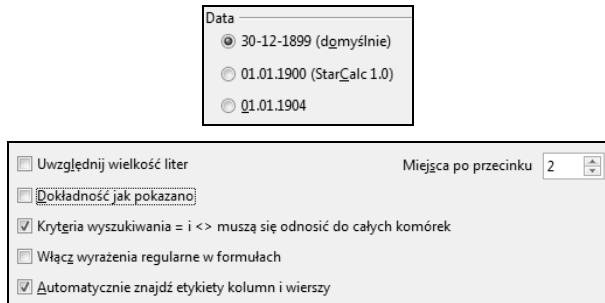 Data
30-12-1899 (domyślnie)
01.01.1900 (StarCalc 1.0)
01.01.1904
Uwzględnij wielkość liter
Miejsca po przecinku 2
Dokładność jak pokazano
Kryteria wyszukiwania = i <> muszą się odnosić do całych komórek
Włącz wyrażenia regularne w formułach
Automatycznie znajdź etykiety kolumn i wierszy